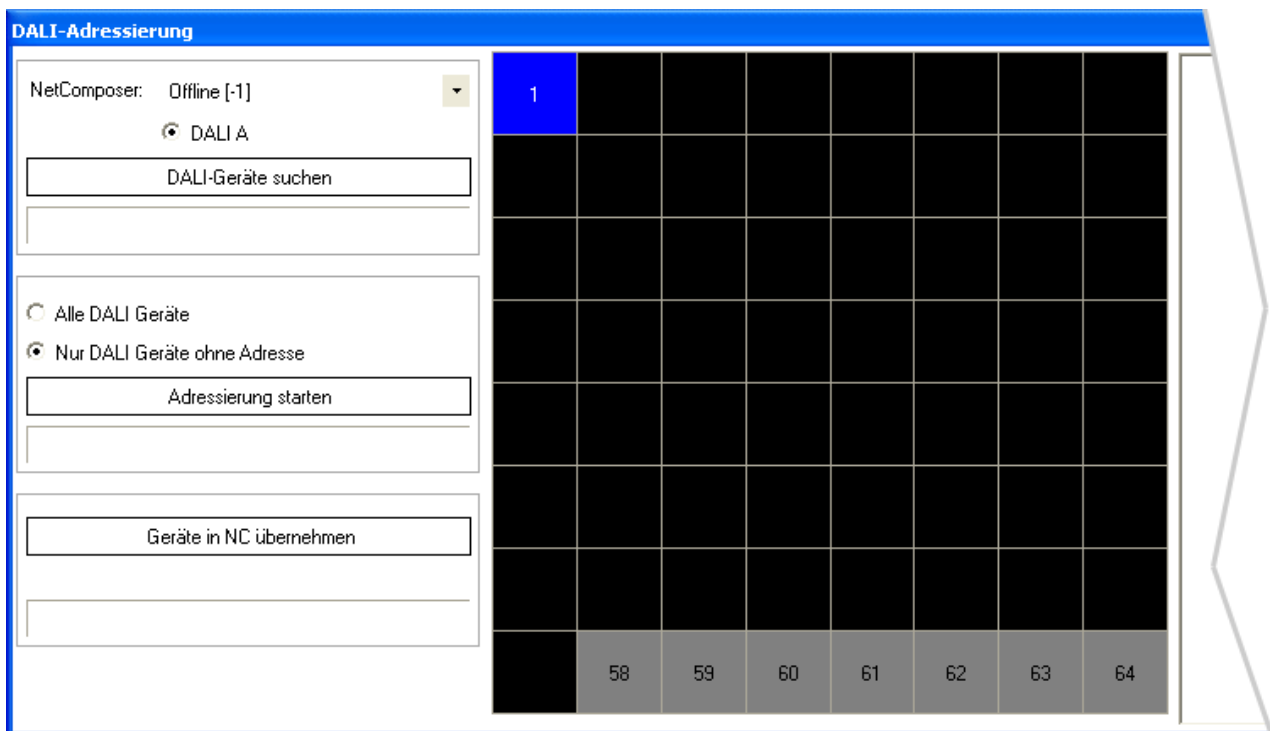 DALI-Adressierung
NetComposer: Offline [-1]
DALI A
DALI-Geräte suchen
Alle DALI Geräte
Nur DALI Geräte ohne Adresse
Adressierung starten
Geräte in NC übernehmen
1
58 59 60 61 62 63 64